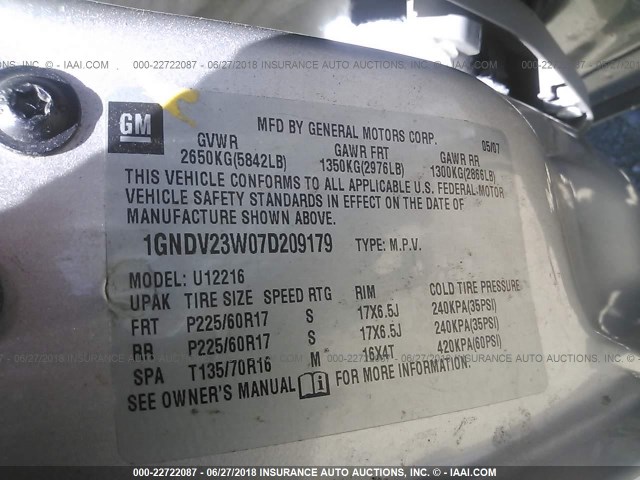 © IAAI.COM 000-22722087 - 06/27/2018 INSURANCE AUTO AUCTIONS, INC. - © IAAI.COM
GM
MFD BY GENERAL MOTORS CORP. 05/07
GVWR GAWR FRT GAWR RR
2650KG(5842LB) 1350KG(2976LB) 1300KG(2866LB)
THIS VEHICLE CONFORMS TO ALL APPLICABLE U.S. FEDERAL MOTOR
VEHICLE SAFETY STANDARDS IN EFFECT ON THE DATE OF
MANUFACTURE SHOWN ABOVE.
1GNDV23W07D209179 TYPE: M.P.V.
MODEL: U12216
UPAK TIRE SIZE SPEED RTG RIM COLD TIRE PRESSURE
FRT P225/60R17 S 17X6.5J 240KPA(35PSI)
RR P225/60R17 S 17X6.5J 240KPA(35PSI)
SPA T135/70R16 M 16X4T 420KPA(60PSI)
SEE OWNER'S MANUAL FOR MORE INFORMATION.
000-22722087 - 06/27/2018 INSURANCE AUTO AUCTIONS, INC. - © IAAI.COM
© IAAI.COM